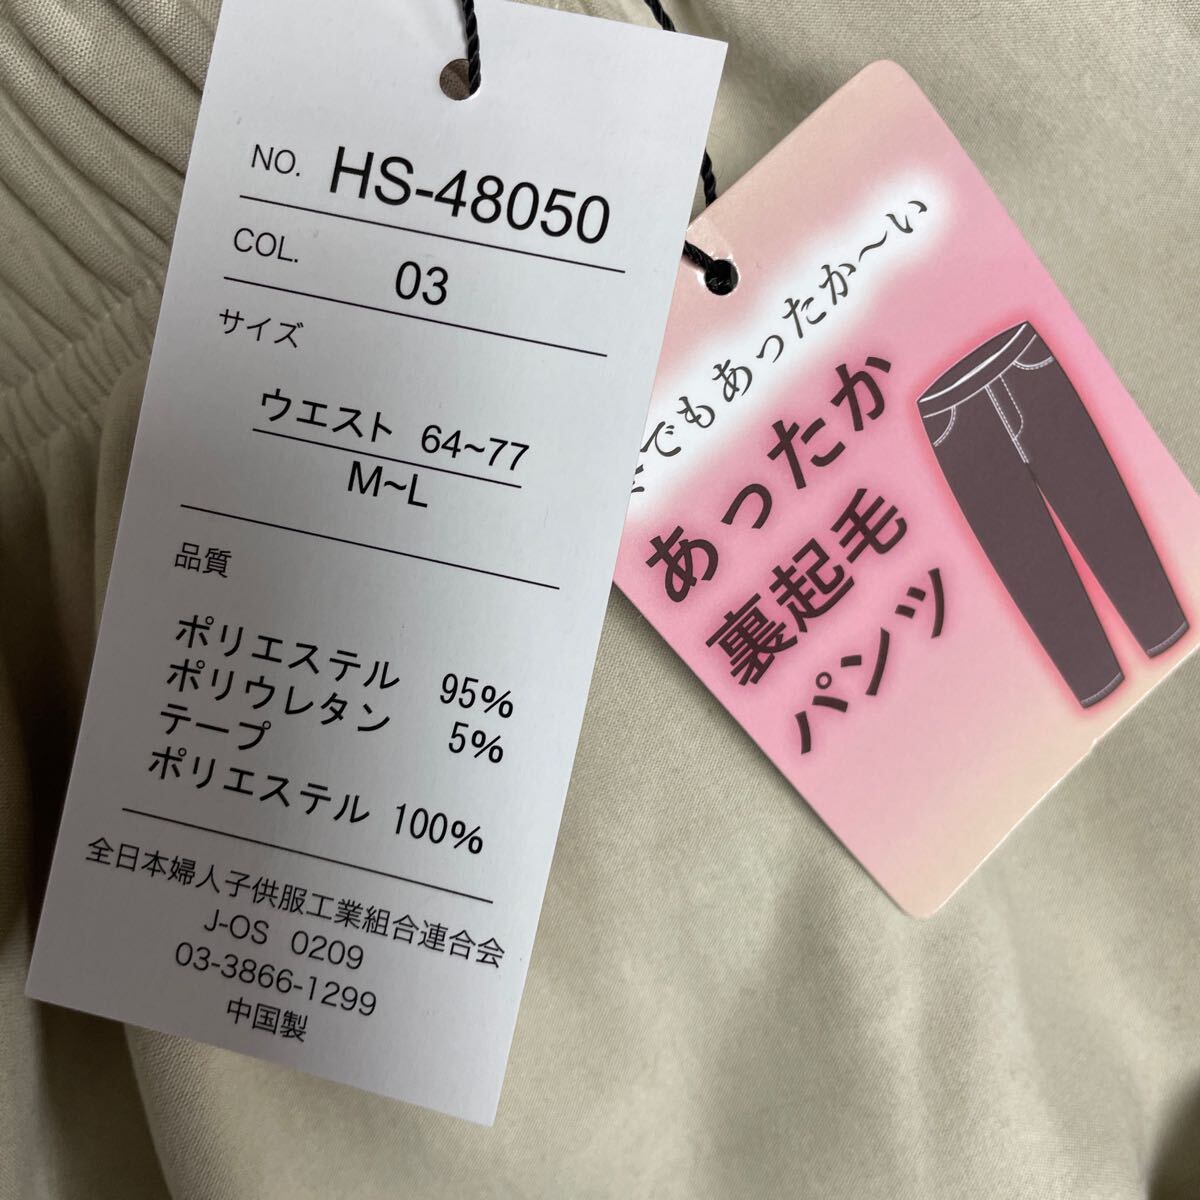 NO. HS-48050
COL. 03
サイズ
ウエスト 64~77
M~L
品質
ポリエステル 95%
ポリウレタン 5%
テープ
ポリエステル 100%
全日本婦人子供服工業組合連合会
J-OS 0209
03-3866-1299
中国製
でもあったか〜い
あったか
裏起毛
パンツ